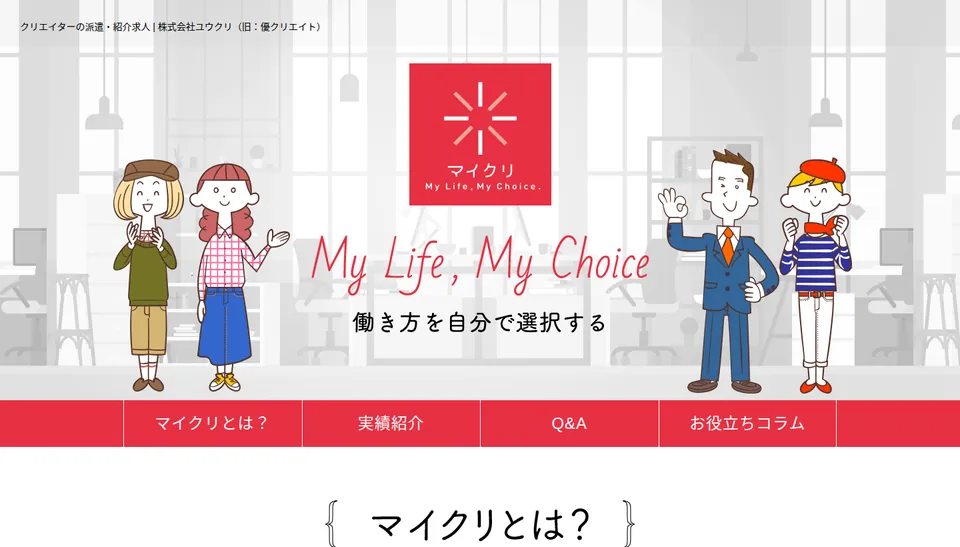 クリエイターの派遣・紹介求人 | 株式会社ユウクリ（旧：優クリエイト）
マイクリ
My Life, My Choice.
My Life, My Choice
働き方を自分で選択する
マイクリとは？
実績紹介
Q&A
お役立ちコラム
マイクリとは？